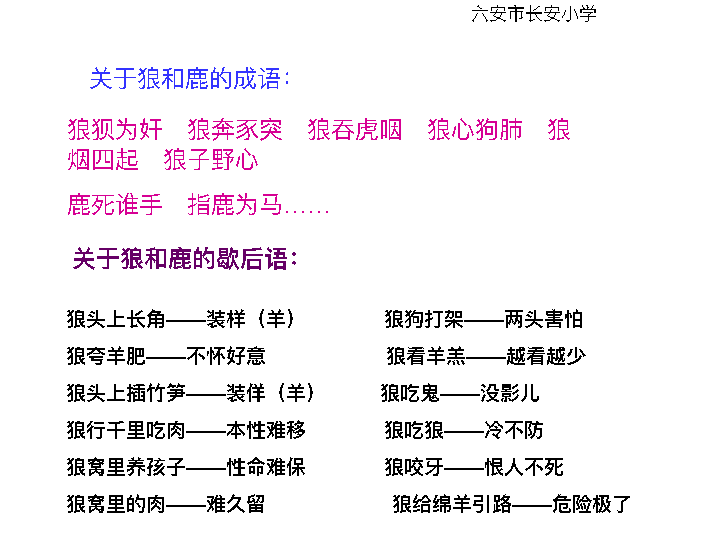 六安市长安小学
关于狼和鹿的成语：
狼狈为奸　狼奔豕突　狼吞虎咽　狼心狗肺　狼
烟四起　狼子野心
鹿死谁手　指鹿为马……
关于狼和鹿的歇后语：
狼头上长角——装样（羊）　狼狗打架——两头害怕
狼夸羊肥——不怀好意　狼看羊羔——越看越少
狼头上插竹笋——装佯（羊）　狼吃鬼——没影儿
狼行千里吃肉——本性难移　狼吃狼——冷不防
狼窝里养孩子——性命难保　狼咬牙——恨人不死
狼窝里的肉——难久留　狼给绵羊引路——危险极了